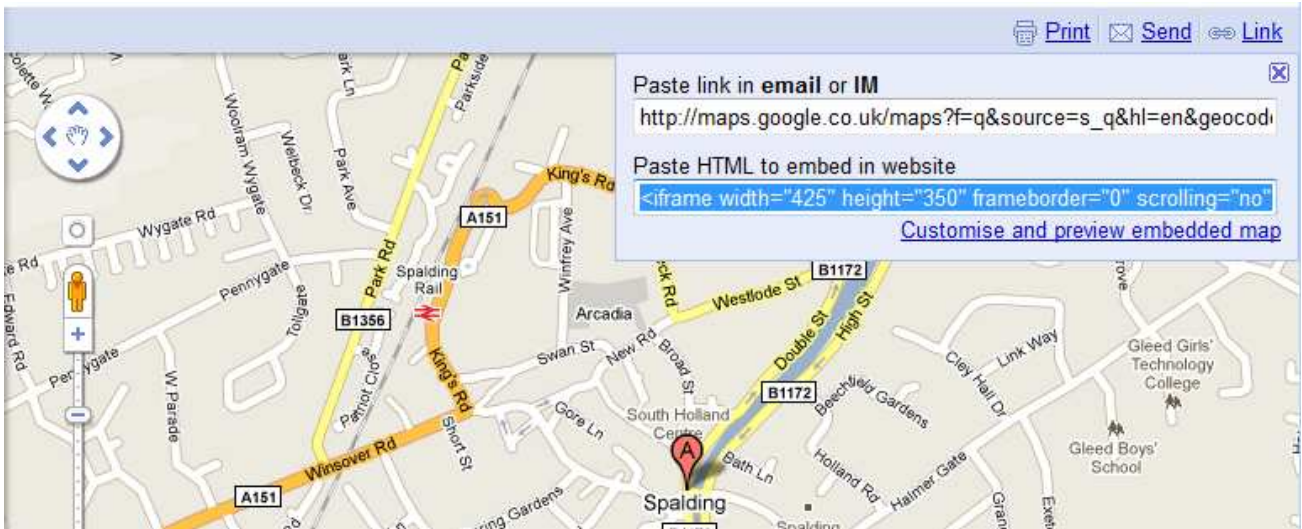 Print Send Link
Paste link in email or IM
http://maps.google.co.uk/maps?f=q&source=s_q&hl=en&geocod
Paste HTML to embed in website
<iframe width="425" height="350" frameborder="0" scrolling="no"
Customise and preview embedded map
Park Ln
Parkside
Woolram Wygate
Welbeck Dr
Park Ave
King's Rd
A151
Winfrey Ave
Wygate Rd
Park Rd
Spalding
Rail
B1172
Pennygate
Tollgate
Westlode St
Edward Rd
B1356
Arcadia
Double St
High St
Swan St
New Rd
Broad St
King's Rd
Link Way
Cley Hall Dr
Gleed Girls'
Technology
College
Pennygate
W Parade
Patriot Close
B1172
Beechfield Gardens
South Holland
Centre
Gore Ln
Short St
A
Winsover Rd
Bath Ln
Holland Rd
Halmer Gate
Gleed Boys'
School
A151
Spalding
Spalding